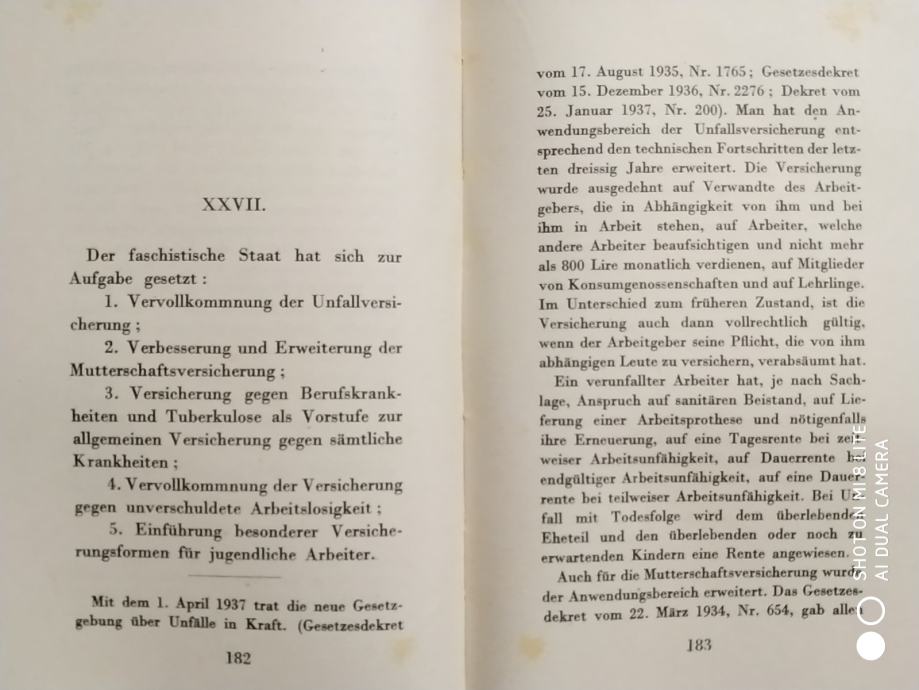 XXVII.
Der faschistische Staat hat sich zur
Aufgabe gesetzt :
1. Vervollkommnung der Unfallversi-
cherung ;
2. Verbesserung und Erweiterung der
Mutterschaftsversicherung ;
3. Versicherung gegen Berufskrank-
heiten und Tuberkulose als Vorstufe zur
allgemeinen Versicherung gegen sämtliche
Krankheiten ;
4. Vervollkommnung der Versicherung
gegen unverschuldete Arbeitslosigkeit ;
5. Einführung besonderer Versiche-
rungsformen für jugendliche Arbeiter.
Mit dem 1. April 1937 trat die neue Gesetz-
gebung über Unfälle in Kraft. (Gesetzesdekret
182
vom 17. August 1935, Nr. 1765 ; Gesetzesdekret
vom 15. Dezember 1936, Nr. 2276 ; Dekret vom
25. Januar 1937, Nr. 200). Man hat den An-
wendungsbereich der Unfallsversicherung ent-
sprechend den technischen Fortschritten der letz-
ten dreissig Jahre erweitert. Die Versicherung
wurde ausgedehnt auf Verwandte des Arbeit-
gebers, die in Abhängigkeit von ihm und bei
ihm in Arbeit stehen, auf Arbeiter, welche
andere Arbeiter beaufsichtigen und nicht mehr
als 800 Lire monatlich verdienen, auf Mitglieder
von Konsumgenossenschaften und auf Lehrlinge.
Im Unterschied zum früheren Zustand, ist die
Versicherung auch dann vollrechtlich gültig,
wenn der Arbeitgeber seine Pflicht, die von ihm
abhängigen Leute zu versichern, verabsäumt hat.
Ein verunfallter Arbeiter hat, je nach Sach-
lage, Anspruch auf sanitären Beistand, auf Lie-
ferung einer Arbeitsprothese und nötigenfalls
ihre Erneuerung, auf eine Tagesrente bei zeit-
weiser Arbeitsunfähigkeit, auf Dauerrente bei
endgültiger Arbeitsunfähigkeit, auf eine Dauer-
rente bei teilweiser Arbeitsunfähigkeit. Bei Un-
fall mit Todesfolge wird dem überlebenden
Eheteil und den überlebenden oder noch zu
erwartenden Kindern eine Rente angewiesen.
Auch für die Mutterschaftsversicherung wurde
der Anwendungsbereich erweitert. Das Gesetzes-
dekret vom 22. März 1934, Nr. 654, gab allen
183
SHOT ON MI 8 LITE
AI DUAL CAMERA